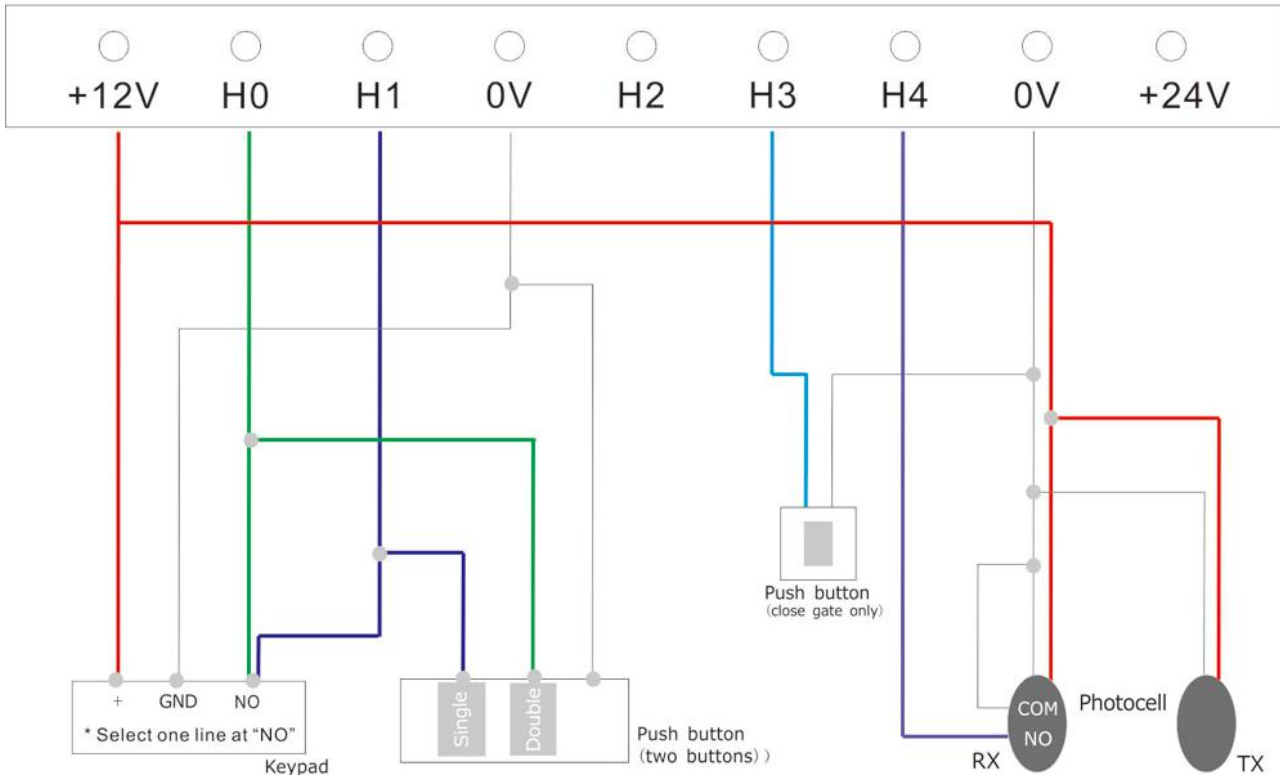 +12V H0 H1 0V H2 H3 H4 0V +24V
Push button
(close gate only)
+ GND NO
* Select one line at “NO”
Keypad
Single Double
Push button
(two buttons))
COM
NO
RX
Photocell
TX